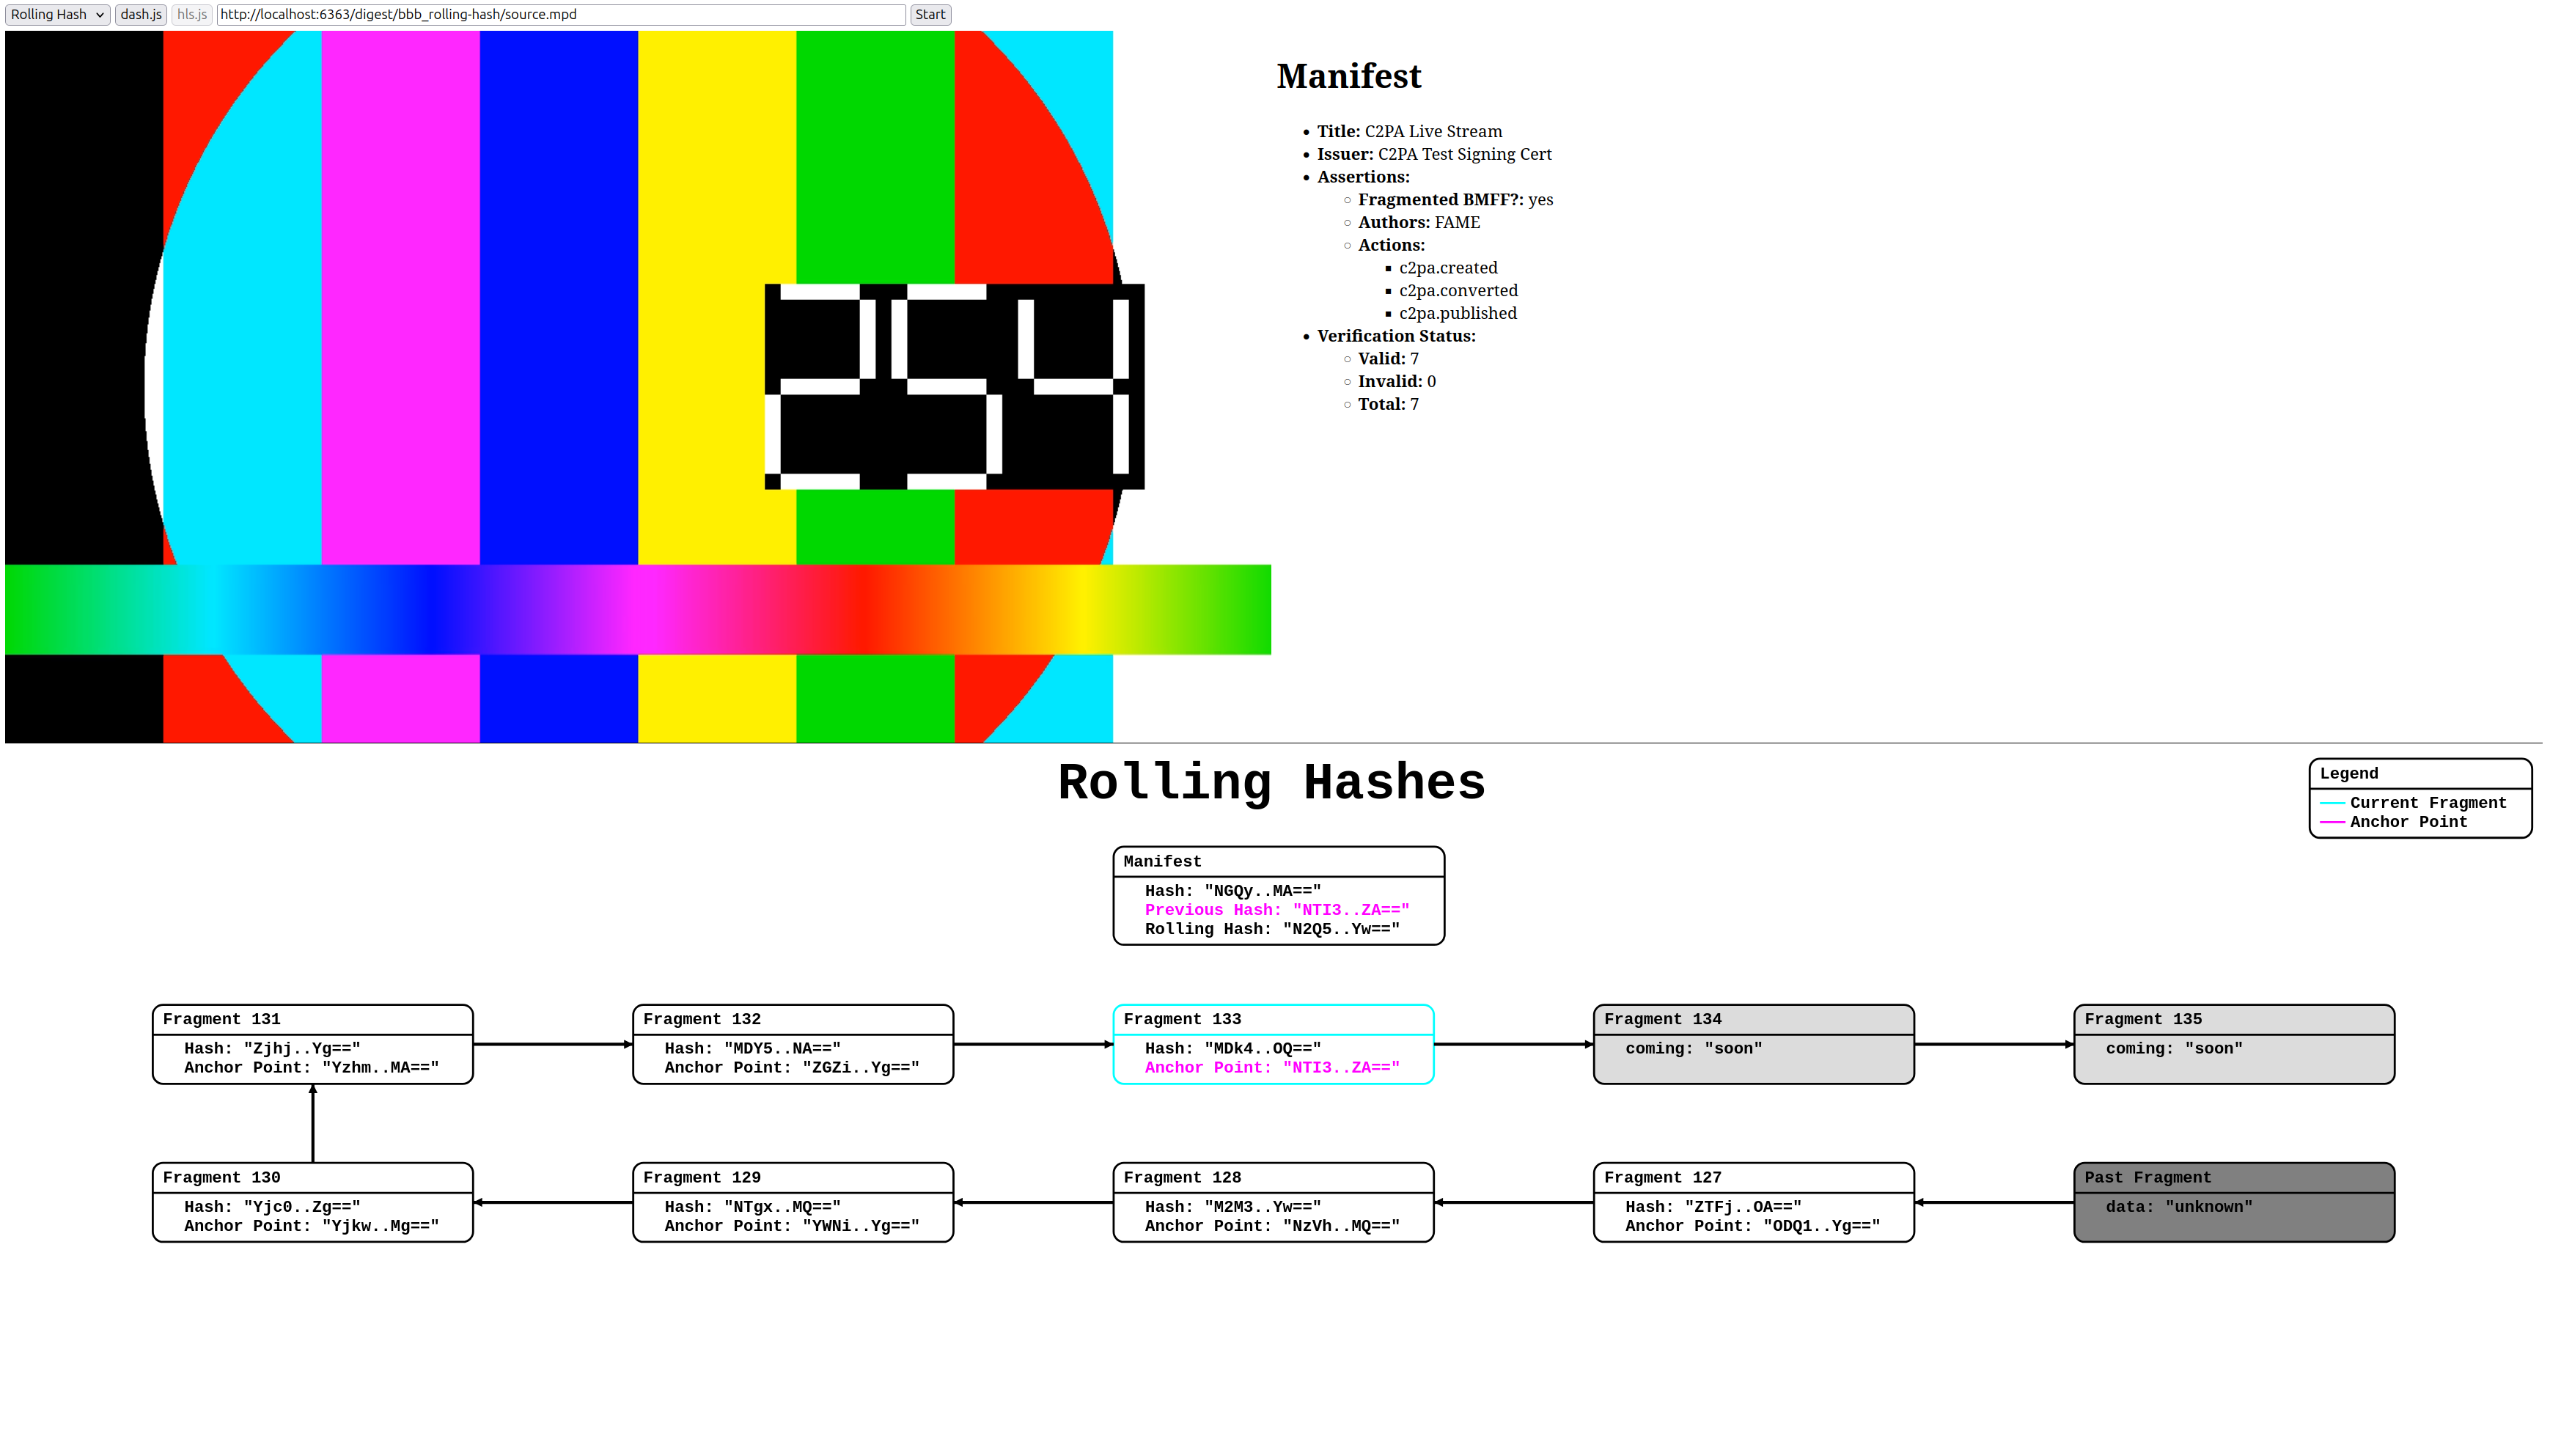 Rolling Hash dash.js hls.js http://localhost:6363/digest/bbb_rolling-hash/source.mpd Start
259
Manifest
Title: C2PA Live Stream
Issuer: C2PA Test Signing Cert
Assertions:
Fragmented BMFF?: yes
Authors: FAME
Actions:
c2pa.created
c2pa.converted
c2pa.published
Verification Status:
Valid: 7
Invalid: 0
Total: 7
Rolling Hashes
Legend
Current Fragment
Anchor Point
Manifest
Hash: "NGQy..MA=="
Previous Hash: "NTI3..ZA=="
Rolling Hash: "N2Q5..Yw=="
Fragment 131
Hash: "Zjhj..Yg=="
Anchor Point: "Yzhm..MA=="
Fragment 132
Hash: "MDY5..NA=="
Anchor Point: "ZGZi..Yg=="
Fragment 133
Hash: "MDk4..OQ=="
Anchor Point: "NTI3..ZA=="
Fragment 134
coming: "soon"
Fragment 135
coming: "soon"
Fragment 130
Hash: "Yjc0..Zg=="
Anchor Point: "Yjkw..Mg=="
Fragment 129
Hash: "NTgx..MQ=="
Anchor Point: "YWNi..Yg=="
Fragment 128
Hash: "M2M3..Yw=="
Anchor Point: "NzVh..MQ=="
Fragment 127
Hash: "ZTFj..OA=="
Anchor Point: "ODQ1..Yg=="
Past Fragment
data: "unknown"